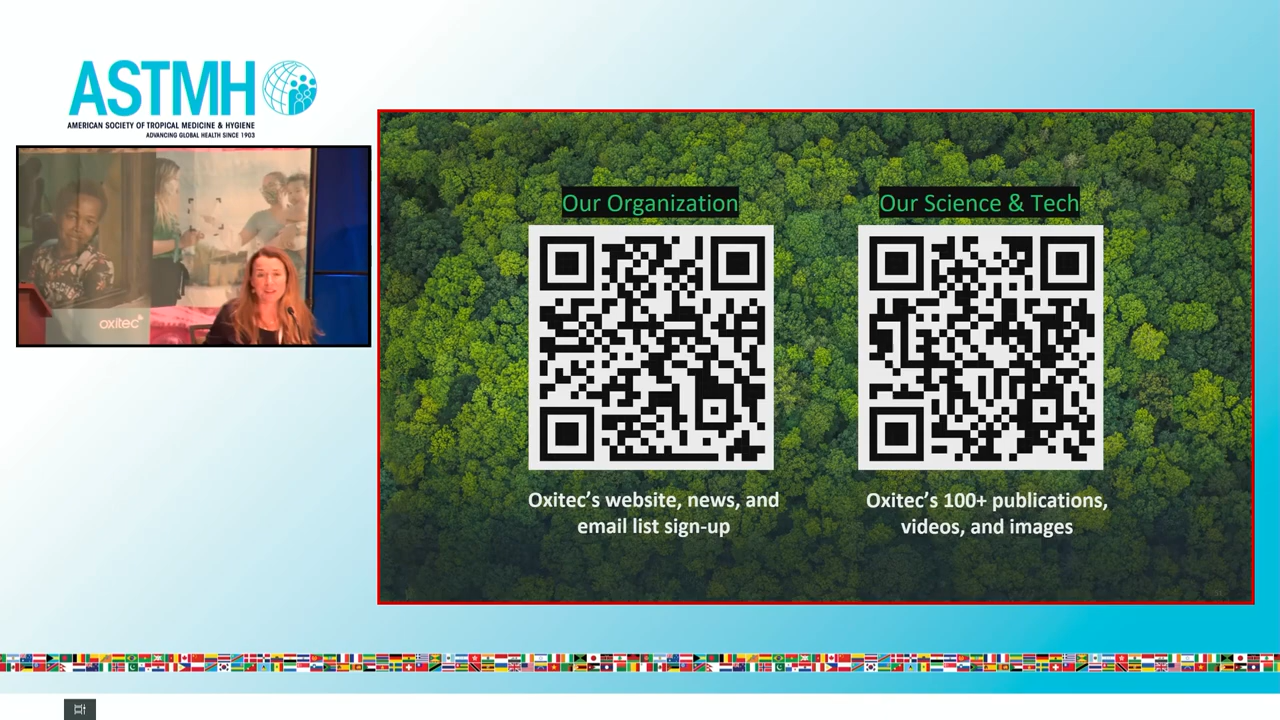 ASTMH
AMERICAN SOCIETY OF TROPICAL MEDICINE & HYGIENE
ADVANCING GLOBAL HEALTH SINCE 1903
oxitec
Our Organization
Oxitec's website, news, and
email list sign-up
Our Science & Tech
Oxitec's 100+ publications,
videos, and images